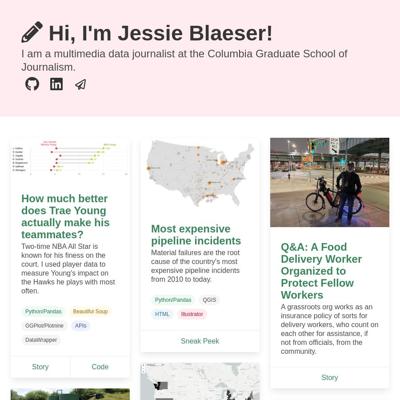 Hi, I'm Jessie Blaeser!
I am a multimedia data journalist at the Columbia Graduate School of
Journalism.
How much better
does Trae Young
actually make his
teammates?
Two-time NBA All Star is
known for his finesse on the
court. I used player data to
measure Young's impact on
the Hawks he plays with most
often.
Python/Pandas
Beautiful Soup
GGPlot/Plotnine
APIs
DataWrapper
Story
Code
Most expensive
pipeline incidents
Material failures are the root
cause of the country's most
expensive pipeline incidents
from 2010 to today.
Python/Pandas
QGIS
HTML
Illustrator
Sneak Peek
Q&A: A Food
Delivery Worker
Organized to
Protect Fellow
Workers
A grassroots org works as an
insurance policy of sorts for
delivery workers, who count on
each other for assistance, if
not from officials, from the
community.
Story